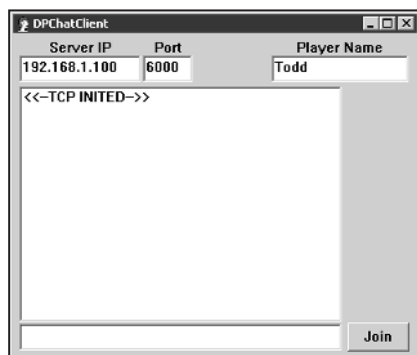 DPChatClient
Server IP Port Player Name
192.168.1.100 6000 Todd
<<-TCP INITED->>
Join